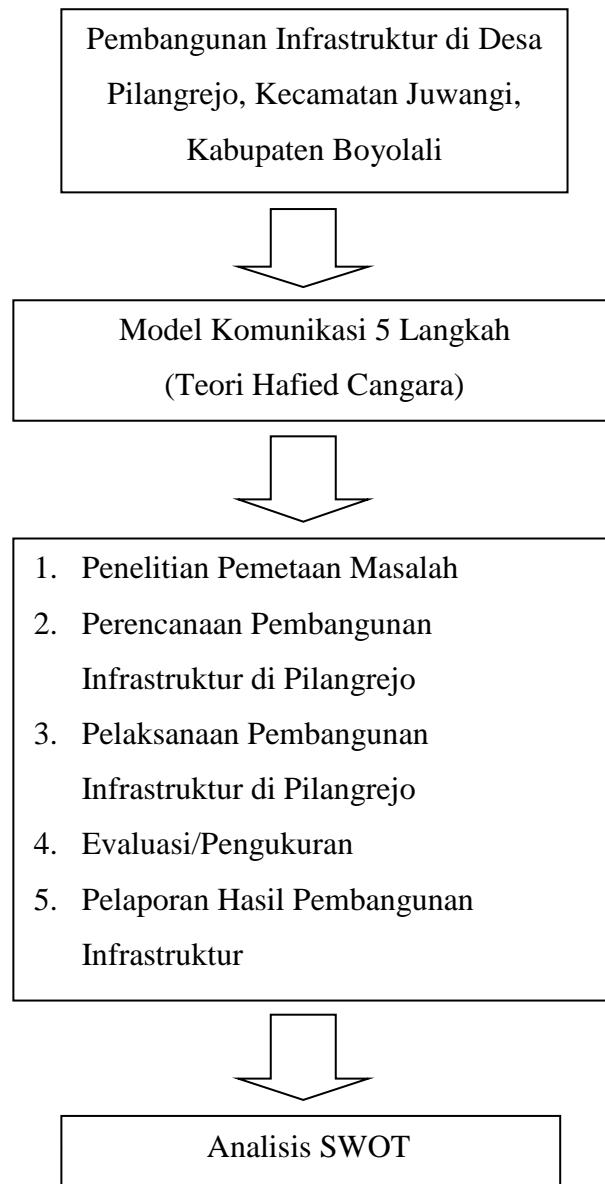 Pembangunan Infrastruktur di Desa
Pilangrejo, Kecamatan Juwangi,
Kabupaten Boyolali
Model Komunikasi 5 Langkah
(Teori Hafied Cangara)
1. Penelitian Pemetaan Masalah
2. Perencanaan Pembangunan
Infrastruktur di Pilangrejo
3. Pelaksanaan Pembangunan
Infrastruktur di Pilangrejo
4. Evaluasi/Pengukuran
5. Pelaporan Hasil Pembangunan
Infrastruktur
Analisis SWOT